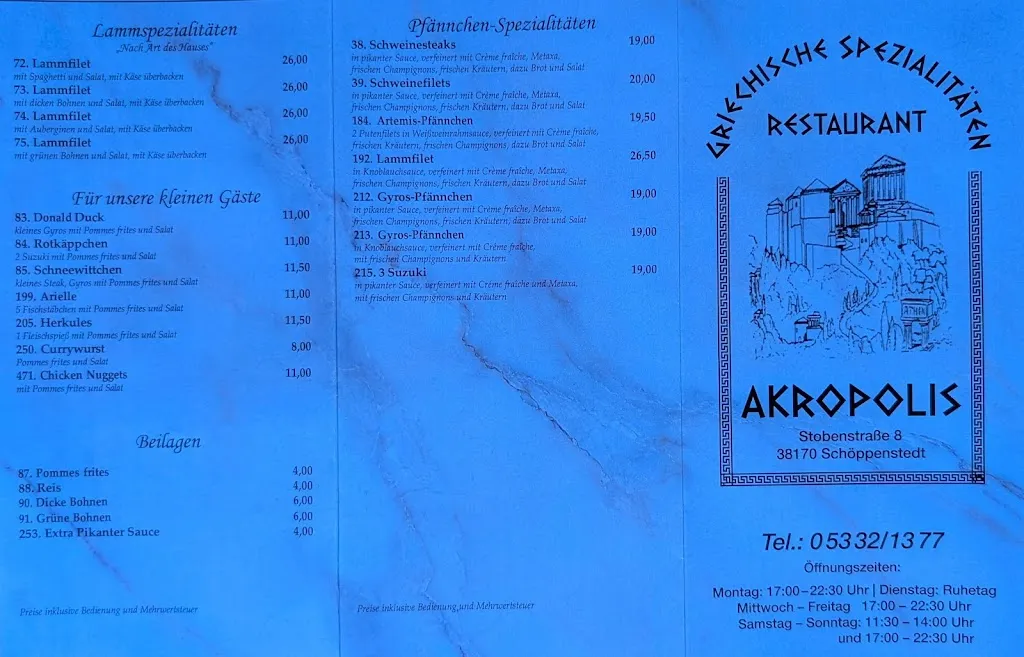 Lammspezialitäten
„Nach Art des Hauses"
72. Lammfilet 26,00
mit Spaghetti und Salat, mit Käse überbacken
73. Lammfilet 26,00
mit dicken Bohnen und Salat, mit Käse überbacken
74. Lammfilet 26,00
mit Auberginen und Salat, mit Käse überbacken
75. Lammfilet 26,00
mit grünen Bohnen und Salat, mit Käse überbacken
Für unsere kleinen Gäste
83. Donald Duck 11,00
kleines Gyros mit Pommes frites und Salat
84. Rotkäppchen 11,00
2 Suzuki mit Pommes frites und Salat
85. Schneewittchen 11,50
kleines Steak, Gyros mit Pommes frites und Salat
199. Arielle 11,00
5 Fischstäbchen mit Pommes frites und Salat
205. Herkules 11,50
1 Fleischspieß mit Pommes frites und Salat
250. Currywurst 8,00
Pommes frites und Salat
471. Chicken Nuggets 11,00
mit Pommes frites und Salat
Beilagen
87. Pommes frites 4,00
88. Reis 4,00
90. Dicke Bohnen 6,00
91. Grüne Bohnen 6,00
253. Extra Pikanter Sauce 4,00
Preise inklusive Bedienung und Mehrwertsteuer
Pfännchen-Spezialitäten
38. Schweinesteaks 19,00
in pikanter Sauce, verfeinert mit Crème fraîche, Metaxa,
frischen Champignons, frischen Kräutern, dazu Brot und Salat
39. Schweinefilets 20,00
in pikanter Sauce, verfeinert mit Crème fraîche, Metaxa,
frischen Champignons, frischen Kräutern, dazu Brot und Salat
184. Artemis-Pfännchen 19,50
2 Putenfilets in Weißweinrahmsauce, verfeinert mit Crème fraîche,
frischen Kräutern, frischen Champignons, dazu Brot und Salat
192. Lammfilet 26,50
in Knoblauchsauce, verfeinert mit Crème fraîche, Metaxa,
frischen Champignons, frischen Kräutern, dazu Brot und Salat
212. Gyros-Pfännchen 19,00
in pikanter Sauce, verfeinert mit Crème fraîche, Metaxa,
frischen Champignons, frischen Kräutern, dazu Brot und Salat
213. Gyros-Pfännchen 19,00
in Knoblauchsauce, verfeinert mit Crème fraîche,
mit frischen Champignons und Kräutern
215. 3 Suzuki 19,00
in pikanter Sauce, verfeinert mit Crème fraîche und Metaxa,
mit frischen Champignons und Kräutern
Preise inklusive Bedienung und Mehrwertsteuer
GRIECHISCHE SPEZIALITÄTEN
RESTAURANT
ATHEN
AKROPOLIS
Stobenstraße 8
38170 Schöppenstedt
Tel.: 0 53 32/13 77
Öffnungszeiten:
Montag: 17:00 – 22:30 Uhr | Dienstag: Ruhetag
Mittwoch – Freitag 17:00 – 22:30 Uhr
Samstag – Sonntag: 11:30 – 14:00 Uhr
und 17:00 – 22:30 Uhr